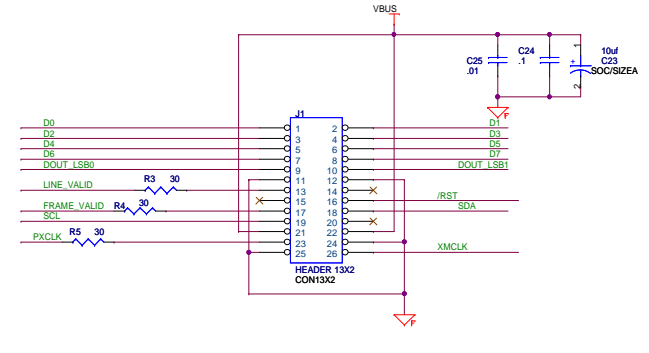 VBUS
C25
.01
C24
.1
1
+
2
10uf
C23
SOC/SIZEA
F
J1
D0 1 2 D1
D2 3 4 D3
D4 5 6 D5
D6 7 8 D7
DOUT_LSB0 9 10 DOUT_LSB1
11 12
LINE_VALID R3 30 13 14
15 16 /RST
FRAME_VALID R4 30 17 18 SDA
SCL 19 20
21 22
PXCLK R5 30 23 24
25 26 XMCLK
HEADER 13X2
CON13X2
F